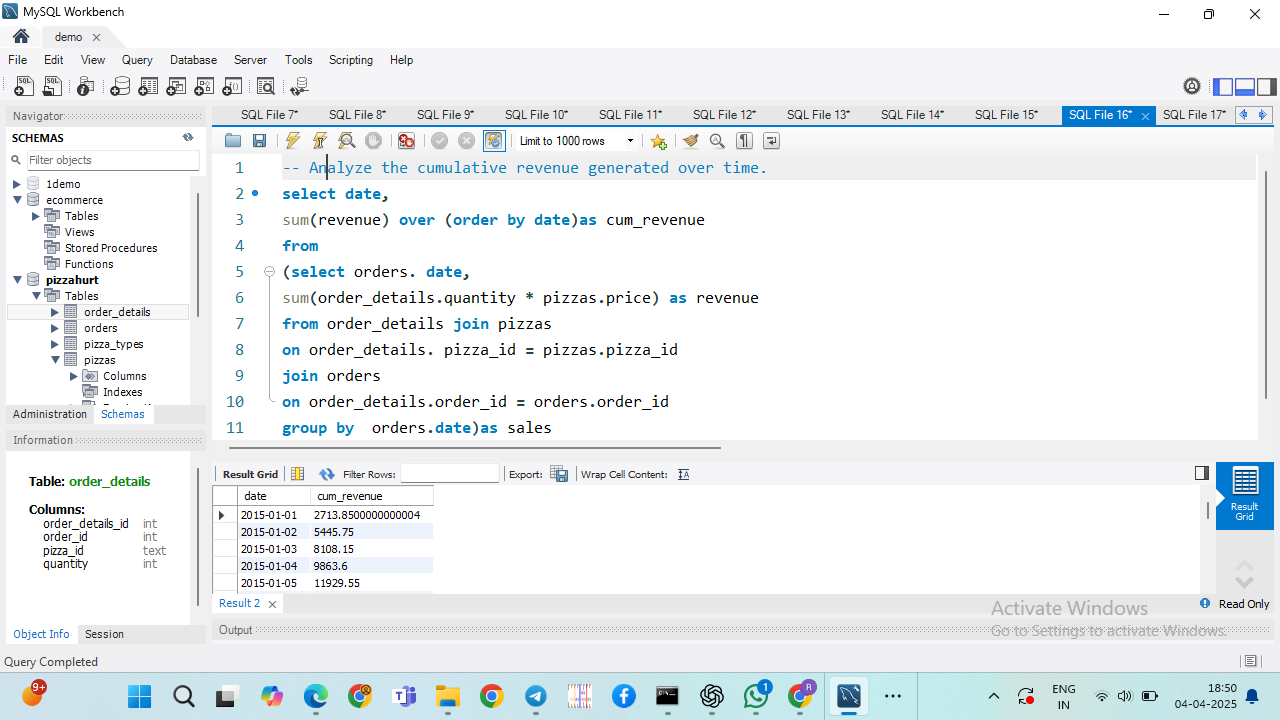 MySQL Workbench
demo
File Edit View Query Database Server Tools Scripting Help
Navigator
SCHEMAS
Filter objects
1demo
ecommerce
Tables
Views
Stored Procedures
Functions
pizzahurt
Tables
order_details
orders
pizza_types
pizzas
Columns
Indexes
Administration Schemas
Information
Table: order_details
Columns:
order_details_id int
order_id int
pizza_id text
quantity int
Object Info Session
SQL File 7* SQL File 8* SQL File 9* SQL File 10* SQL File 11* SQL File 12* SQL File 13* SQL File 14* SQL File 15* SQL File 16* SQL File 17*
Limit to 1000 rows
1 -- Analyze the cumulative revenue generated over time.
2 select date,
3 sum(revenue) over (order by date)as cum_revenue
4 from
5 (select orders. date,
6 sum(order_details.quantity * pizzas.price) as revenue
7 from order_details join pizzas
8 on order_details. pizza_id = pizzas.pizza_id
9 join orders
10 on order_details.order_id = orders.order_id
11 group by  orders.date)as sales
Result Grid Filter Rows: Export: Wrap Cell Content:
date cum_revenue
2015-01-01 2713.8500000000004
2015-01-02 5445.75
2015-01-03 8108.15
2015-01-04 9863.6
2015-01-05 11929.55
Result Grid
Result 2
Read Only
Output
Activate Windows
Go to Settings to activate Windows.
Query Completed
9+
1
R
ENG
IN
18:50
04-04-2025